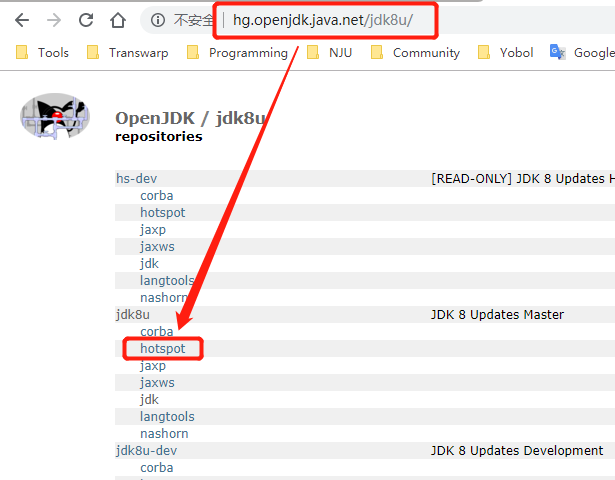 不安全 | hg.openjdk.java.net/jdk8u/
Tools Transwarp Programming NJU Community Yobol Google
OpenJDK / jdk8u
repositories
hs-dev [READ-ONLY] JDK 8 Updates H
corba
hotspot
jaxp
jaxws
jdk
langtools
nashorn
jdk8u JDK 8 Updates Master
corba
hotspot
jaxp
jaxws
jdk
langtools
nashorn
jdk8u-dev JDK 8 Updates Development
corba